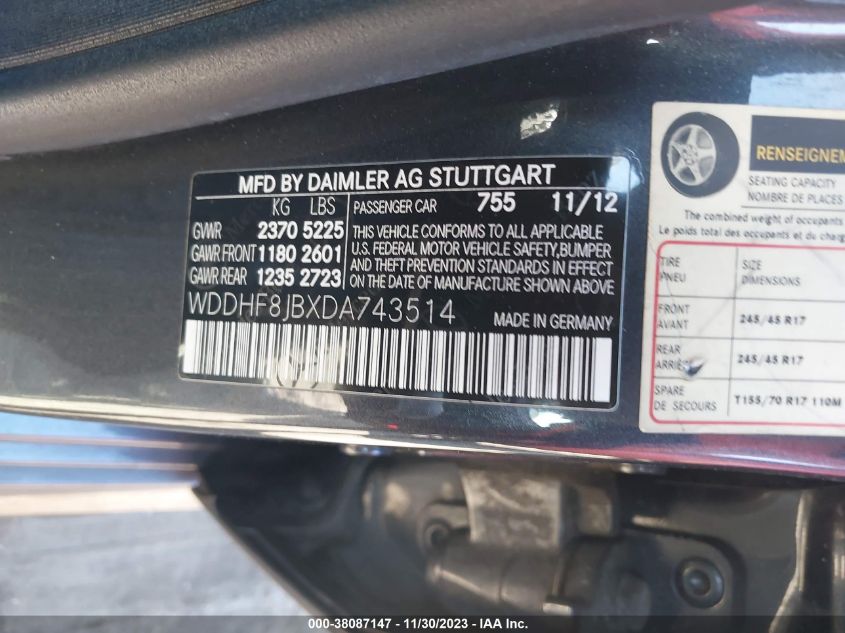 MFD BY DAIMLER AG STUTTGART
KG LBS
GVWR 2370 5225
GAWR FRONT 1180 2601
GAWR REAR 1235 2723
PASSENGER CAR 755 11/12
THIS VEHICLE CONFORMS TO ALL APPLICABLE
U.S. FEDERAL MOTOR VEHICLE SAFETY, BUMPER
AND THEFT PREVENTION STANDARDS IN EFFECT
ON THE DATE OF MANUFACTURE SHOWN ABOVE
WDDHF8JBXDA743514
MADE IN GERMANY
RENSEIGNEM
SEATING CAPACITY
NOMBRE DE PLACES
The combined weight of occupants
Le poids total des occupants et du charg
TIRE
PNEU
SIZE
DIMENSIONS
FRONT
AVANT
245/45 R17
REAR
ARRIÈRE
245/45 R17
SPARE
DE SECOURS
T155/70 R17 110M
000-38087147 - 11/30/2023 - IAA Inc.